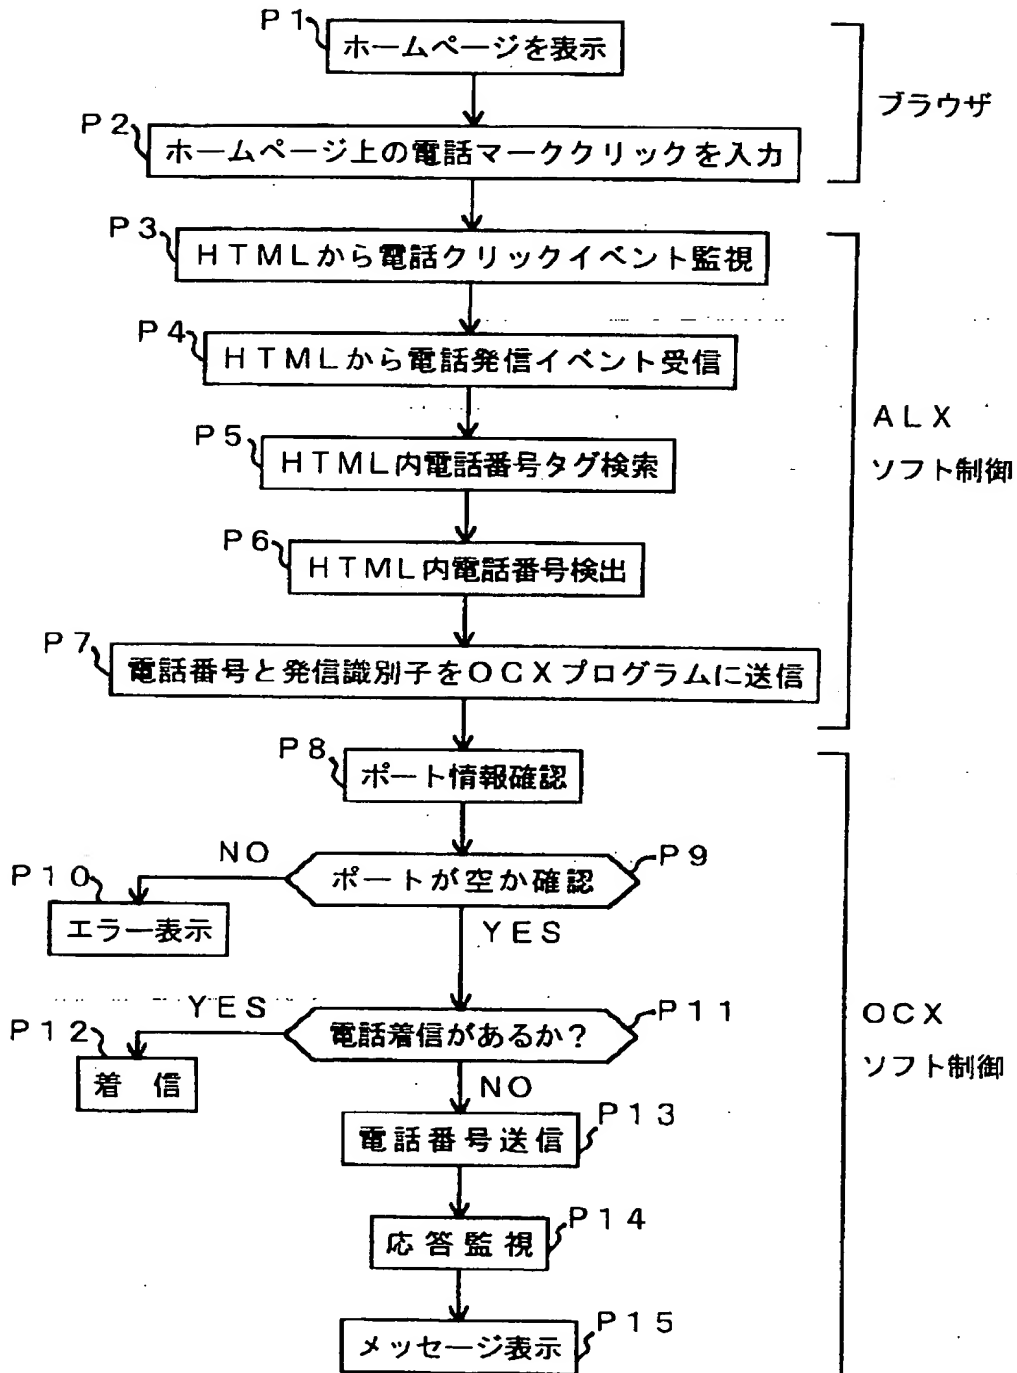 P1
ホームページを表示
ブラウザ
P2
ホームページ上の電話マーククリックを入力
P3
HTMLから電話クリックイベント監視
P4
HTMLから電話発信イベント受信
ALX
ソフト制御
P5
HTML内電話番号タグ検索
P6
HTML内電話番号検出
P7
電話番号と発信識別子をOCXプログラムに送信
P8
ポート情報確認
P9
ポートが空か確認
NO
P10
エラー表示
YES
P11
電話着信があるか?
YES
P12
着 信
OCX
ソフト制御
NO
P13
電話番号送信
P14
応答監視
P15
メッセージ表示